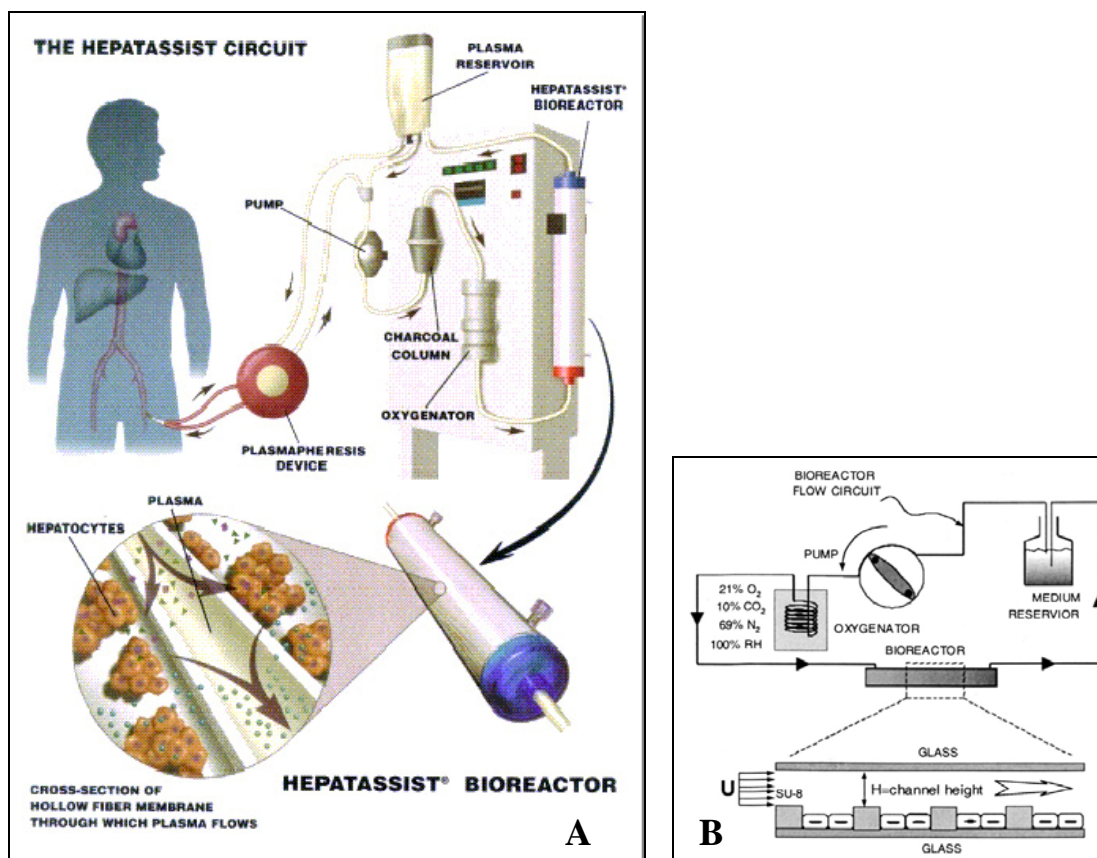 THE HEPATASSIST CIRCUIT
PLASMA
RESERVOIR
HEPATASSIST®
BIOREACTOR
PUMP
CHARCOAL
COLUMN
OXYGENATOR
PLASMAPHERESIS
DEVICE
PLASMA
HEPATOCYTES
HEPATASSIST® BIOREACTOR
CROSS-SECTION OF
HOLLOW FIBER MEMBRANE
THROUGH WHICH PLASMA FLOWS
A
BIOREACTOR
FLOW CIRCUIT
PUMP
21% O₂
10% CO₂
69% N₂
100% RH
OXYGENATOR
MEDIUM
RESERVIOR
BIOREACTOR
GLASS
U
SU-8
H=channel height
GLASS
B